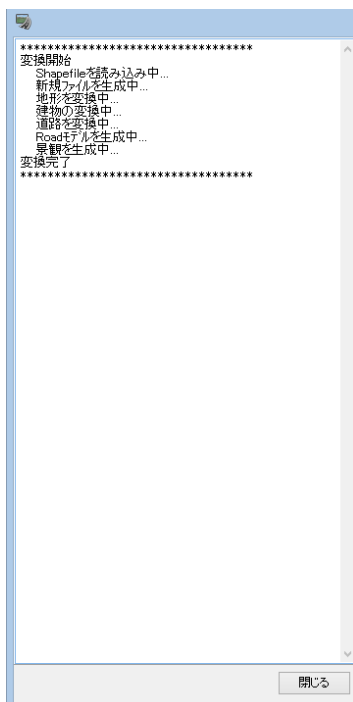 **********************************
変換開始
Shapefileを読み込み中...
新規ファイルを生成中...
地形を変換中...
建物の変換中...
道路を変換中...
Roadモデルを生成中...
景観を生成中...
変換完了
**********************************
閉じる